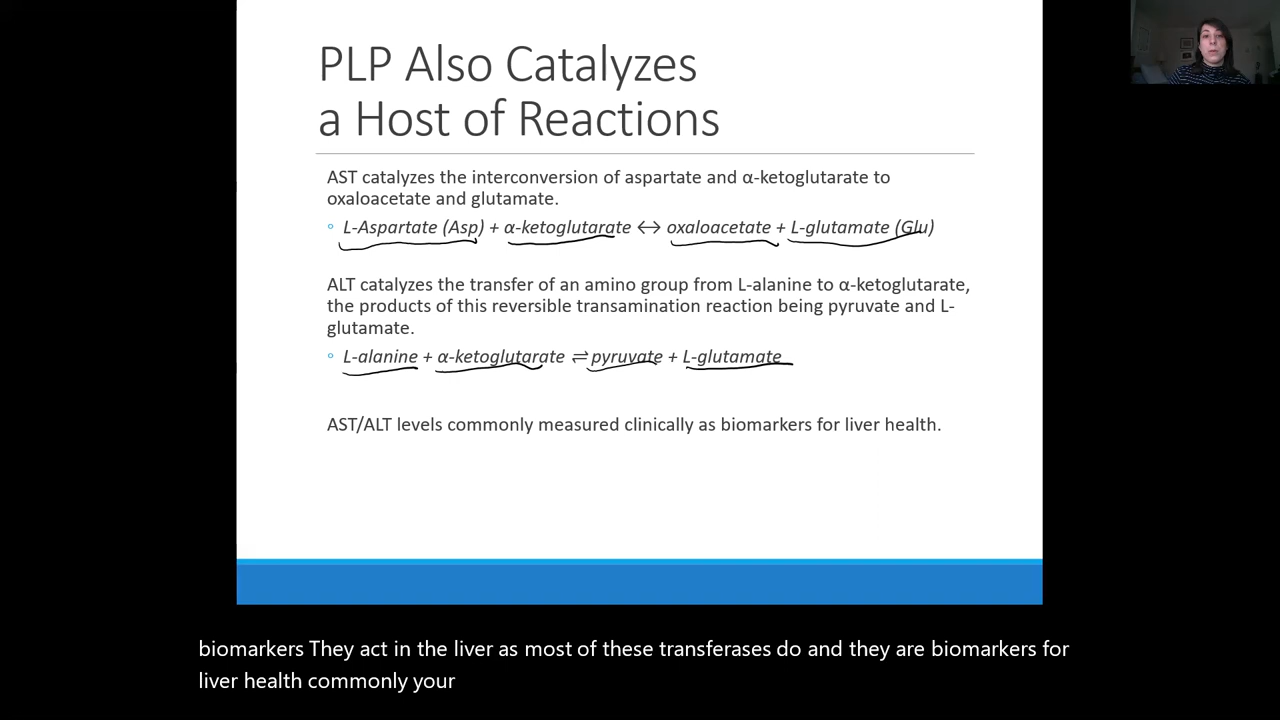 PLP Also Catalyzes
a Host of Reactions
AST catalyzes the interconversion of aspartate and α-ketoglutarate to
oxaloacetate and glutamate.
◦ L-Aspartate (Asp) + α-ketoglutarate ↔ oxaloacetate + L-glutamate (Glu)
ALT catalyzes the transfer of an amino group from L-alanine to α-ketoglutarate,
the products of this reversible transamination reaction being pyruvate and L-
glutamate.
◦ L-alanine + α-ketoglutarate ⇌ pyruvate + L-glutamate
AST/ALT levels commonly measured clinically as biomarkers for liver health.
biomarkers They act in the liver as most of these transferases do and they are biomarkers for
liver health commonly your